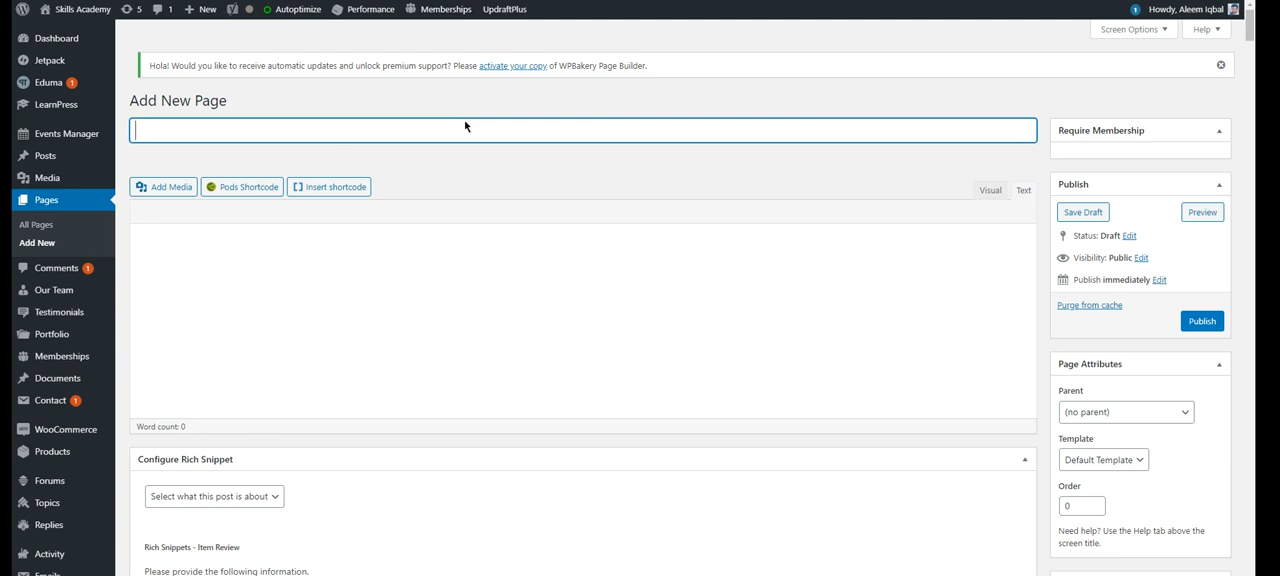 Skills Academy 5 1 New Autoptimize Performance Memberships UpdraftPlus 1 Howdy, Aleem Iqbal
Screen Options Help
Dashboard
Jetpack
Eduma 1
LearnPress
Events Manager
Posts
Media
Pages
All Pages
Add New
Comments 1
Our Team
Testimonials
Portfolio
Memberships
Documents
Contact 1
WooCommerce
Products
Forums
Topics
Replies
Activity
Emails
Hola! Would you like to receive automatic updates and unlock premium support? Please activate your copy of WPBakery Page Builder.
Add New Page
Add Media Pods Shortcode Insert shortcode
Visual Text
Word count: 0
Configure Rich Snippet
Select what this post is about
Rich Snippets - Item Review
Please provide the following information.
Require Membership
Publish
Save Draft Preview
Status: Draft Edit
Visibility: Public Edit
Publish immediately Edit
Purge from cache
Publish
Page Attributes
Parent
(no parent)
Template
Default Template
Order
0
Need help? Use the Help tab above the
screen title.